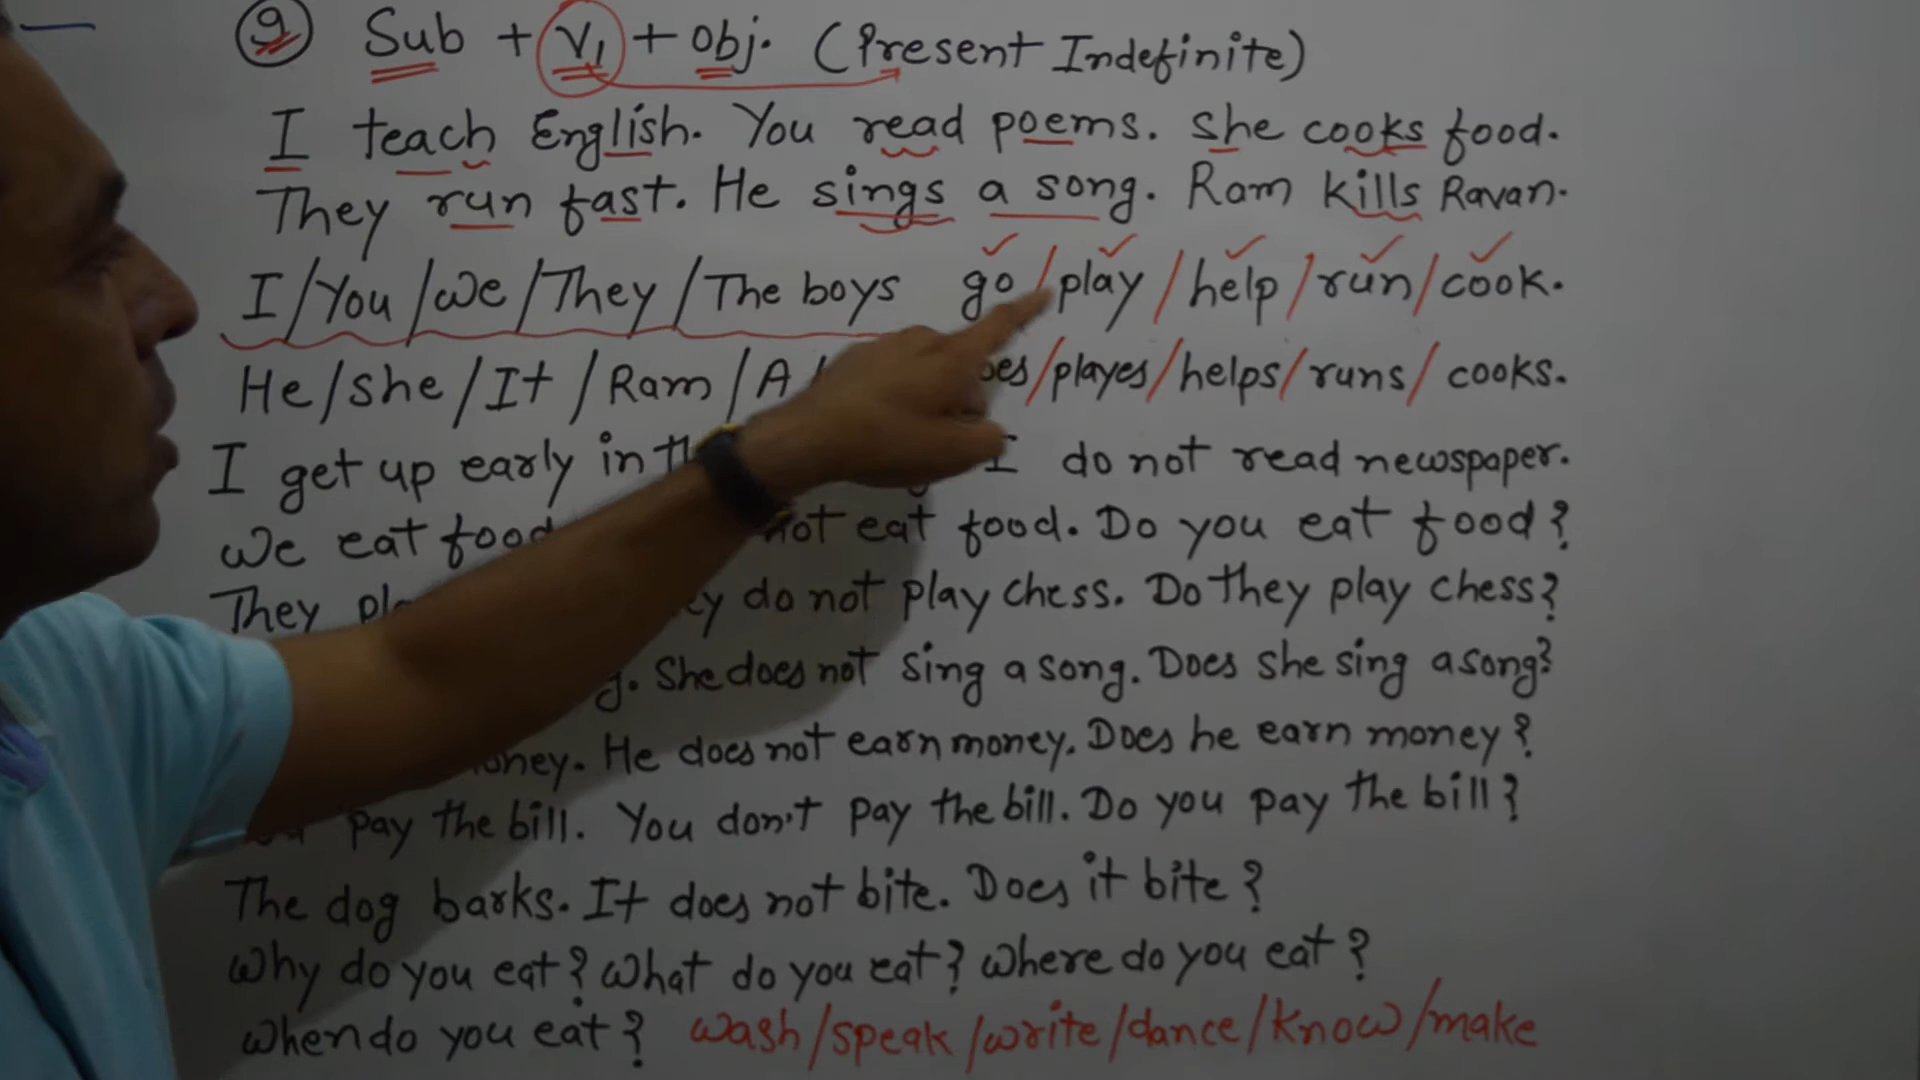 9 Sub + V1 + obj. (Present Indefinite)
I teach English. You read poems. She cooks food.
They run fast. He sings a song. Ram kills Ravan.
I/You/We/They/The boys go/play/help/run/cook.
He/She/It/Ram/A /playes/helps/runs/cooks.
I get up early in I do not read newspaper.
We eat food not eat food. Do you eat food?
They do not play chess. Do they play chess?
She does not sing a song. Does she sing a song?
He does not earn money. Does he earn money?
pay the bill. You don't pay the bill. Do you pay the bill?
The dog barks. It does not bite. Does it bite?
Why do you eat? What do you eat? Where do you eat?
When do you eat? wash/speak/write/dance/know/make